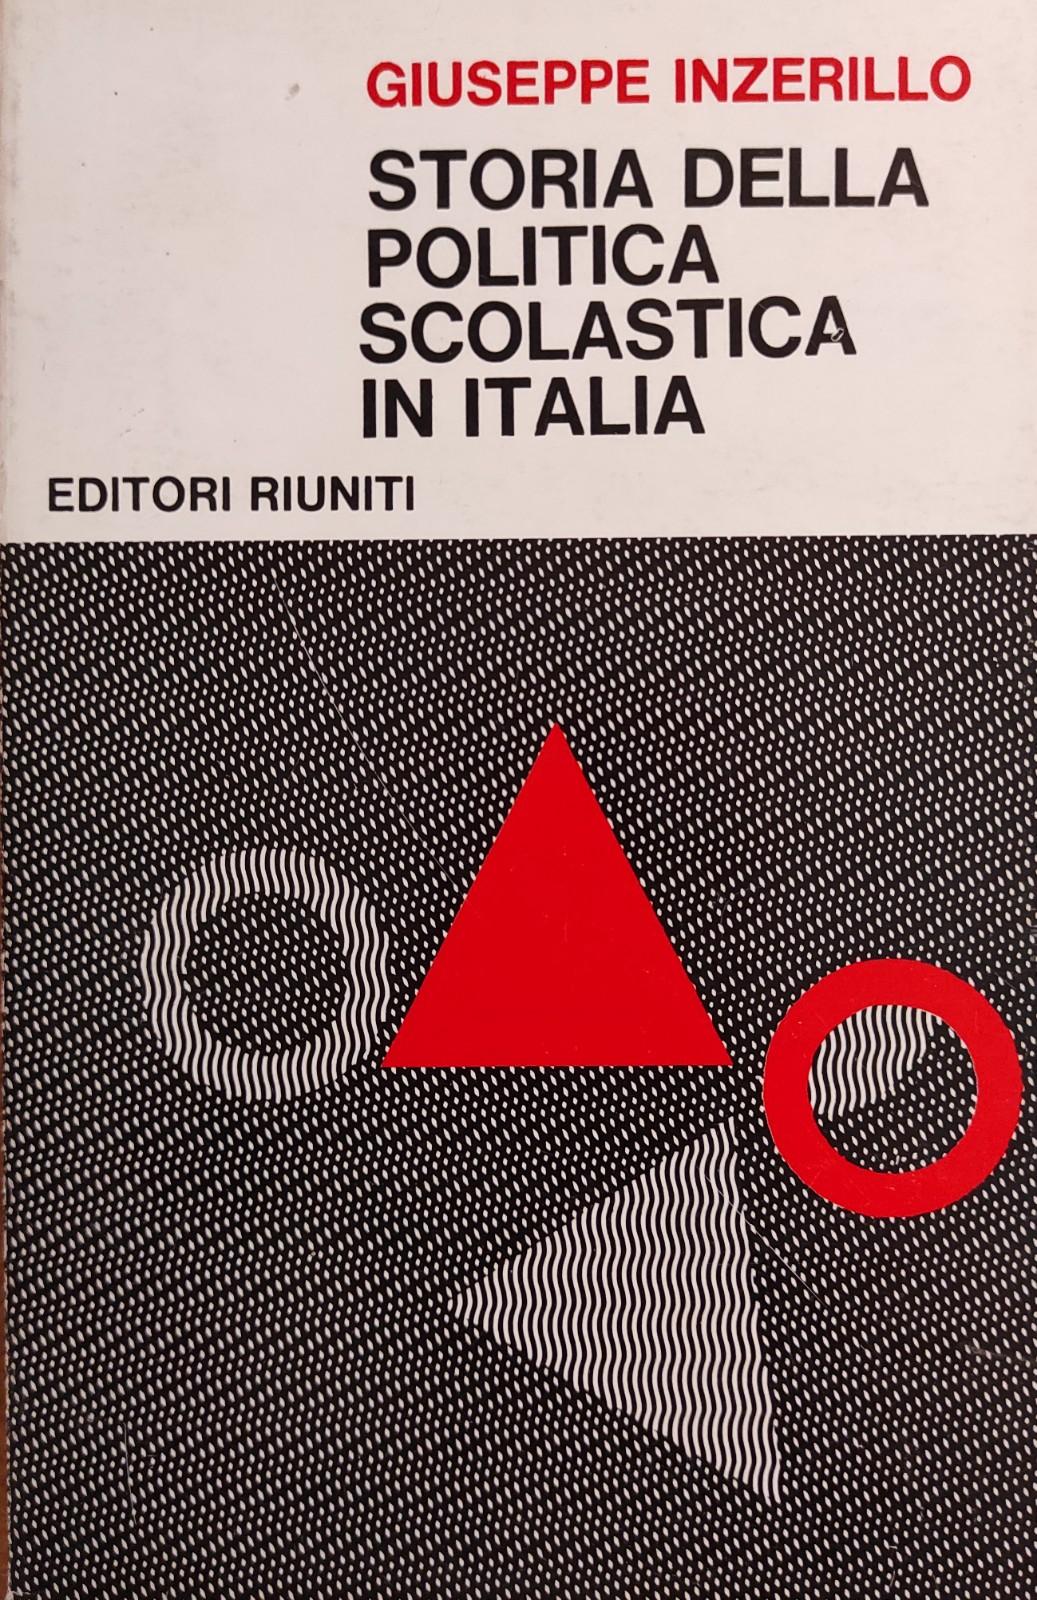 GIUSEPPE INZERILLO
STORIA DELLA
POLITICA
SCOLASTICA
IN ITALIA
EDITORI RIUNITI